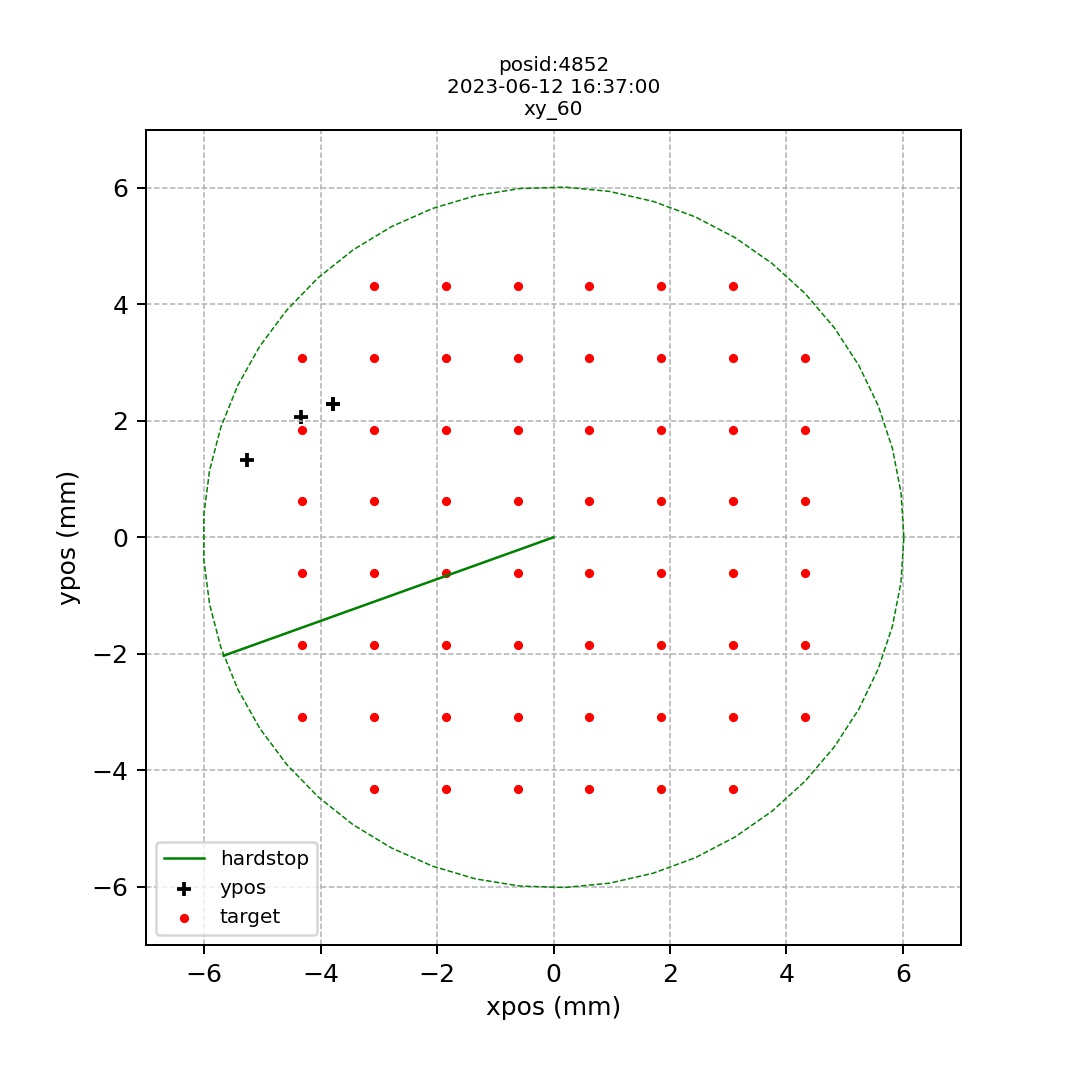 posid:4852
2023-06-12 16:37:00
xy_60
6
4
2
0
−2
−4
−6
ypos (mm)
hardstop
ypos
target
−6 −4 −2 0 2 4 6
xpos (mm)